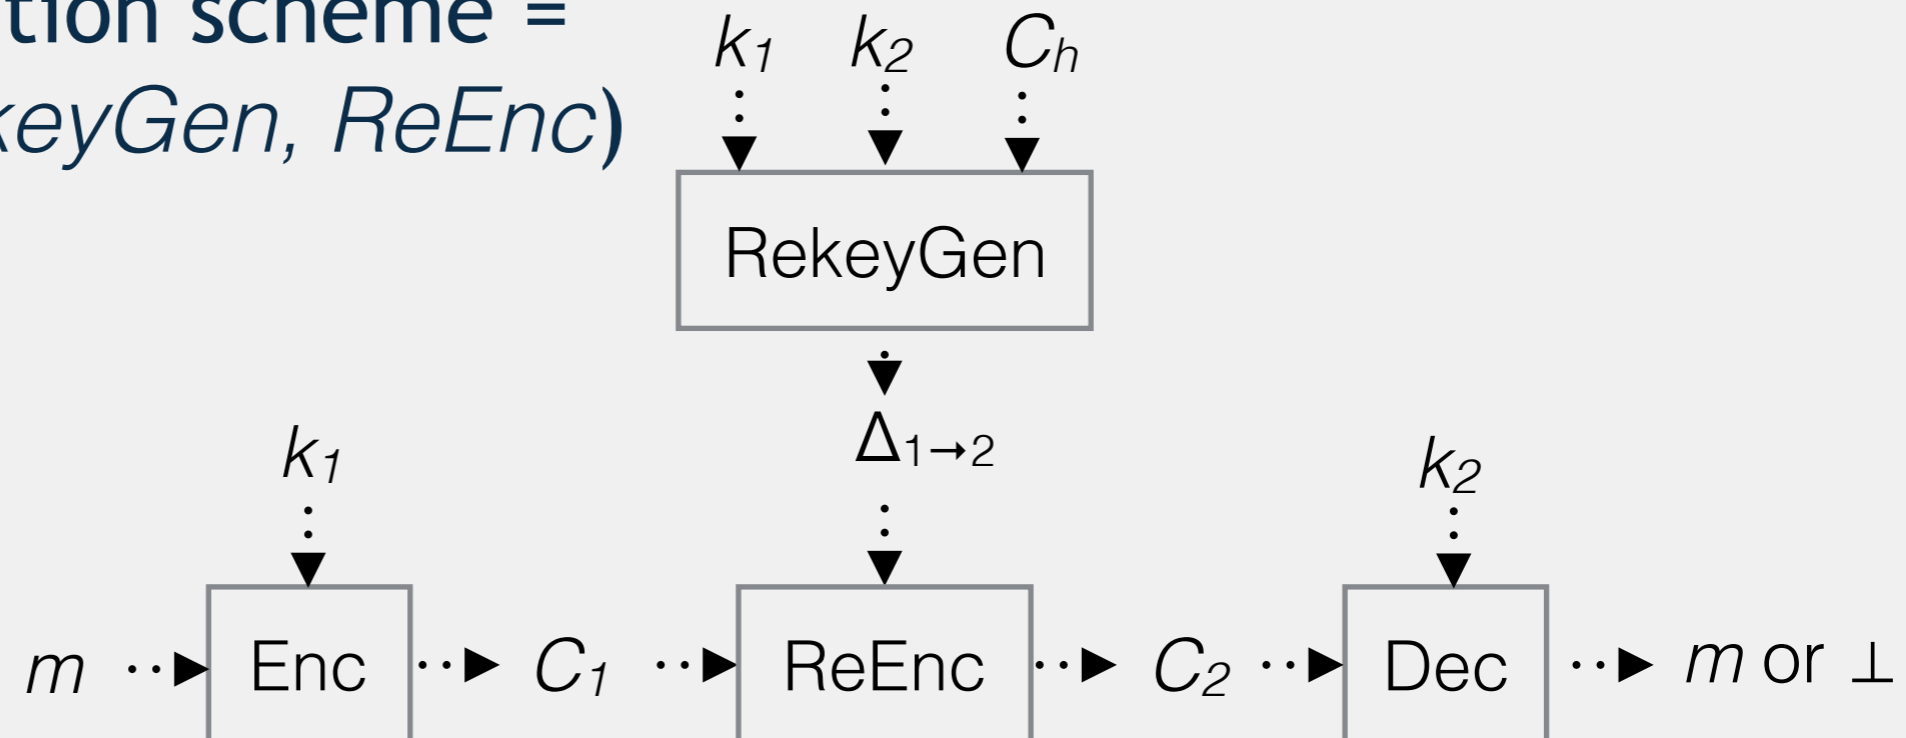 tion scheme =
keyGen, ReEnc)
k1 k2 Ch
RekeyGen
Δ1→2
k1 k2
m Enc C1 ReEnc C2 Dec m or ⊥